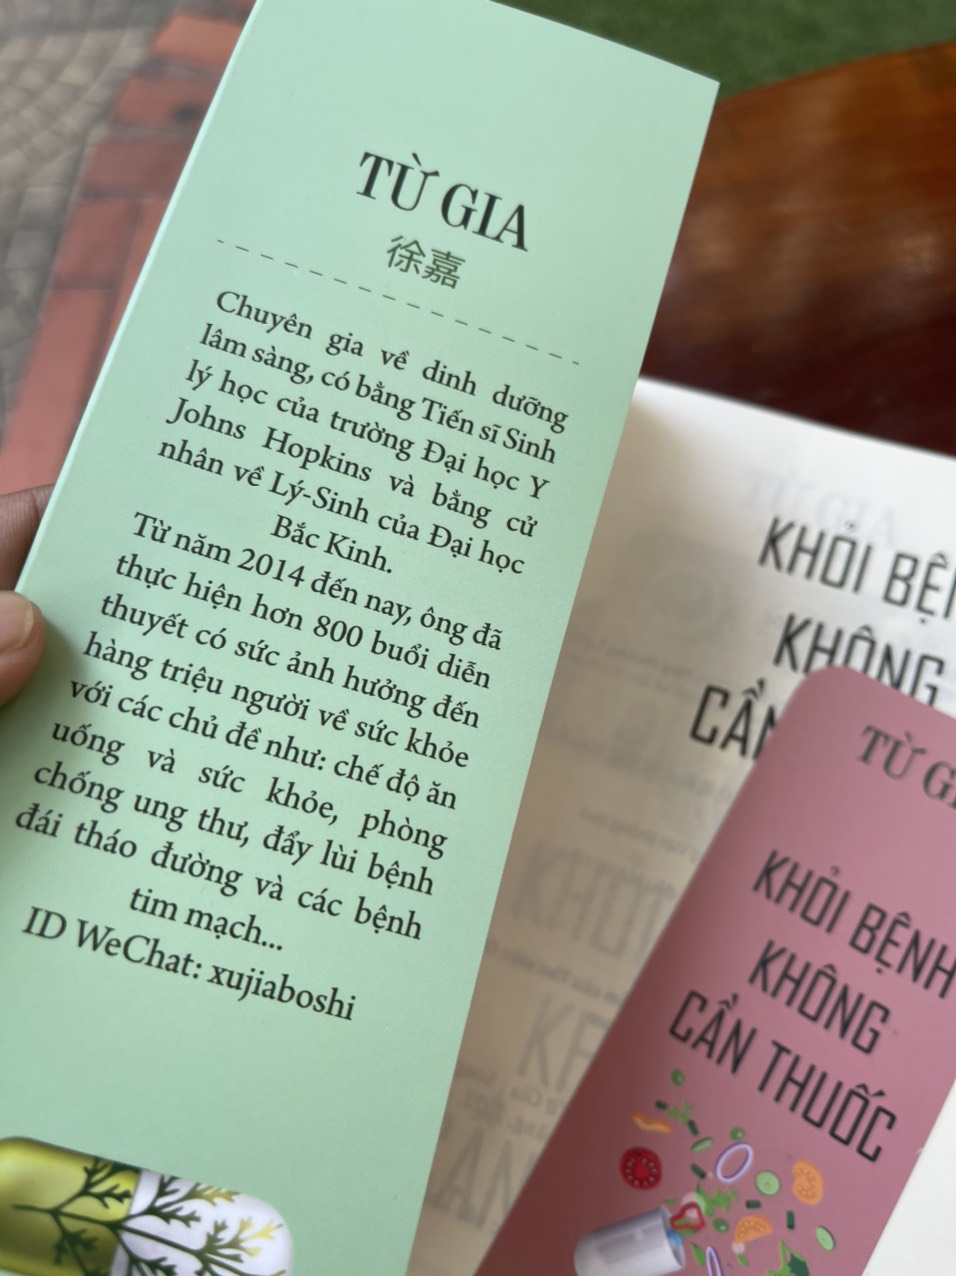 TỪ GIA
徐嘉
Chuyên gia về dinh dưỡng
lâm sàng, có bằng Tiến sĩ Sinh
lý học của trường Đại học Y
Johns Hopkins và bằng cử
nhân về Lý-Sinh của Đại học
Bắc Kinh.
Từ năm 2014 đến nay, ông đã
thực hiện hơn 800 buổi diễn
thuyết có sức ảnh hưởng đến
hàng triệu người về sức khỏe
với các chủ đề như: chế độ ăn
uống và sức khỏe, phòng
chống ung thư, đẩy lùi bệnh
đái tháo đường và các bệnh
tim mạch...
ID WeChat: xujiaboshi
KHỎI
KHÔNG
TỪ
KHỎI BỆNH
KHÔNG
CẦN THUỐC